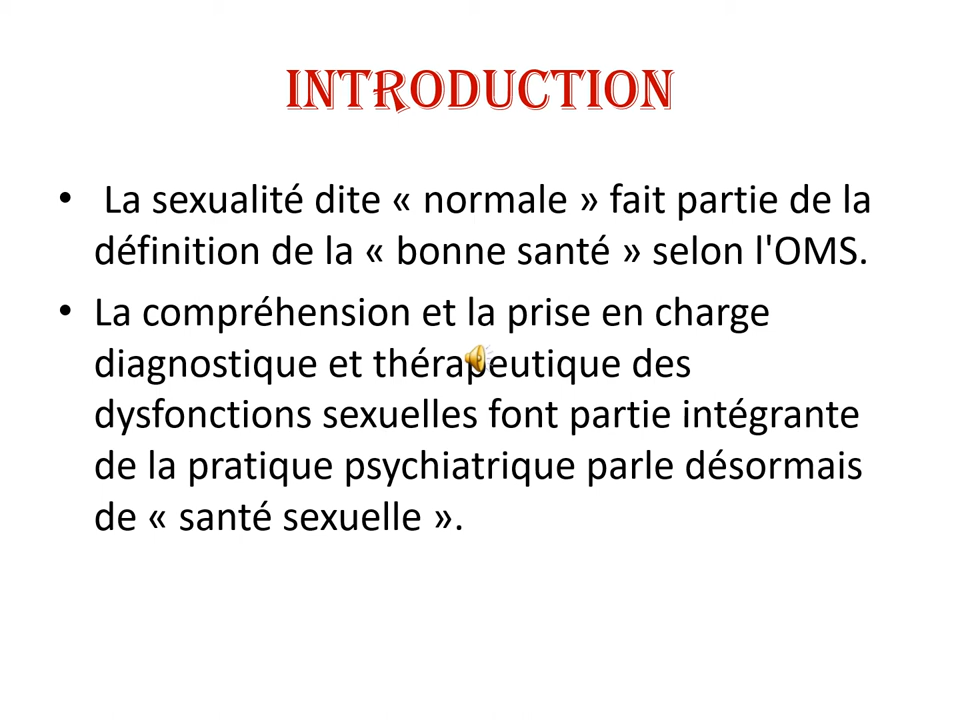 INTRODUCTION
• La sexualité dite « normale » fait partie de la
définition de la « bonne santé » selon l'OMS.
• La compréhension et la prise en charge
diagnostique et thérapeutique des
dysfonctions sexuelles font partie intégrante
de la pratique psychiatrique parle désormais
de « santé sexuelle ».